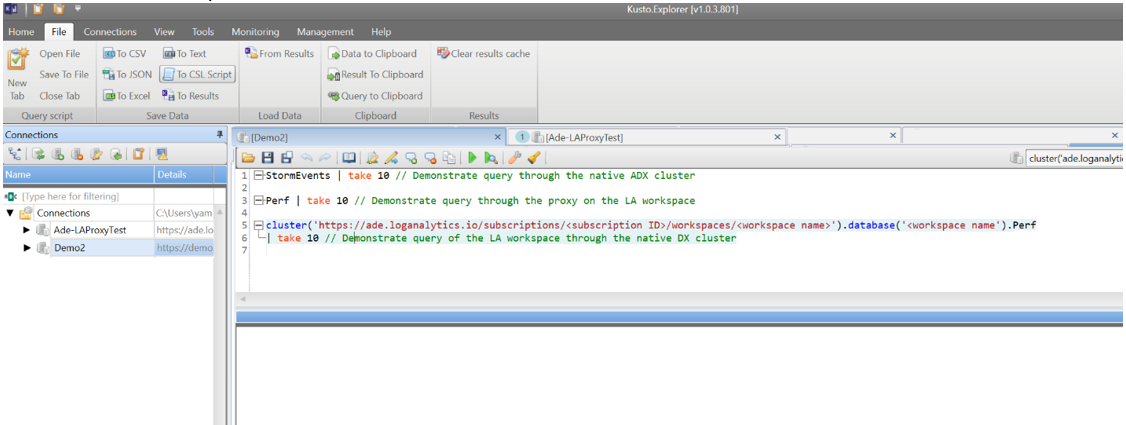 Kusto.Explorer [v1.0.3.801]
Home File Connections View Tools Monitoring Management Help
New Tab
Open File
Save To File
Close Tab
Query script
To CSV
To JSON
To Excel
To Text
To CSL Script
To Results
Save Data
From Results
Load Data
Data to Clipboard
Result To Clipboard
Query to Clipboard
Clipboard
Clear results cache
Results
Connections
Name Details
[Type here for filtering]
Connections C:\Users\yam
Ade-LAProxyTest https://ade.lo
Demo2 https://demo
[Demo2] ×
1 [Ade-LAProxyTest] ×
×
×
cluster('ade.loganalyti
1 StormEvents | take 10 // Demonstrate query through the native ADX cluster
2
3 Perf | take 10 // Demonstrate query through the proxy on the LA workspace
4
5 cluster('https://ade.loganalytics.io/subscriptions/<subscription ID>/workspaces/<workspace name>').database('<workspace name').Perf
6 | take 10 // Demonstrate query of the LA workspace through the native DX cluster
7